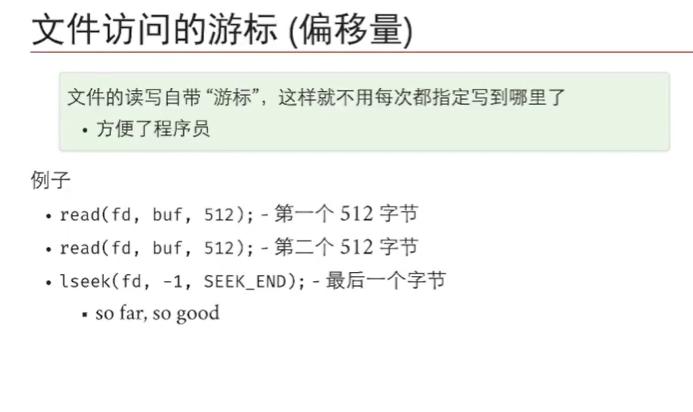 文件访问的游标 (偏移量)
文件的读写自带 “游标”，这样就不用每次都指定写到哪里了
• 方便了程序员
例子
• read(fd, buf, 512); - 第一个 512 字节
• read(fd, buf, 512); - 第二个 512 字节
• lseek(fd, -1, SEEK_END); - 最后一个字节
▪ so far, so good